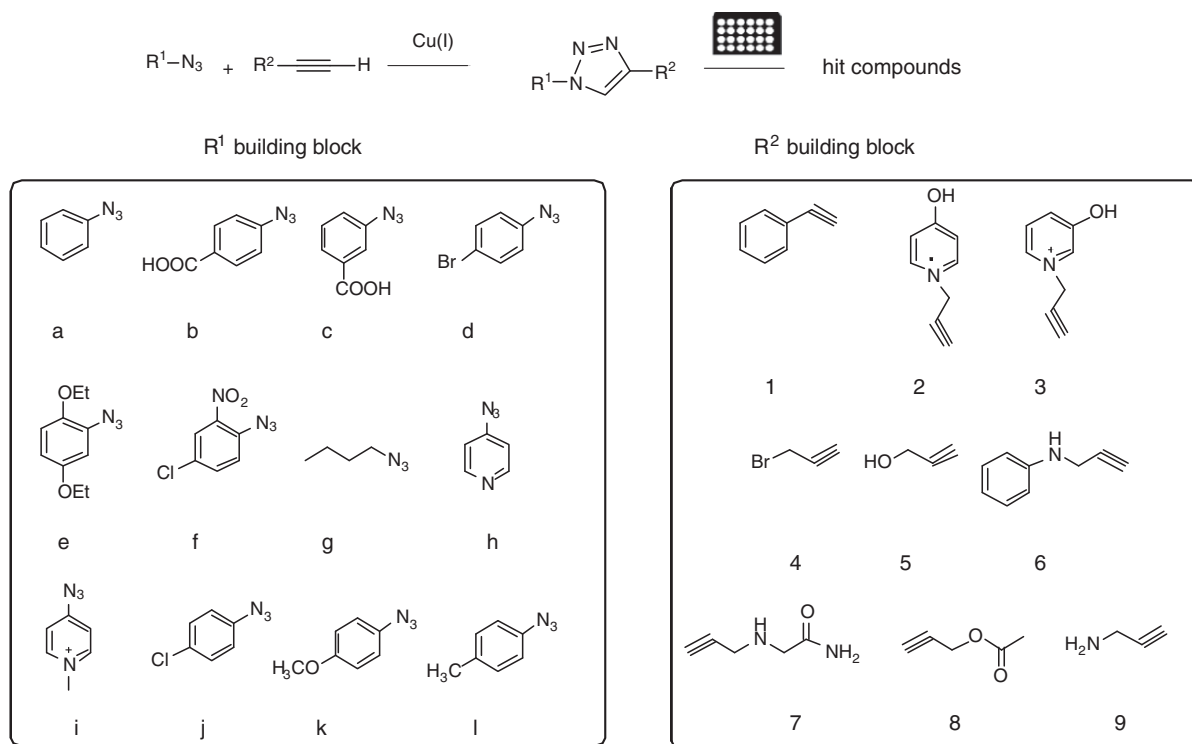 Cu(I)
R¹–N₃ + R²–H
N N N
R¹ N R²
hit compounds
R¹ building block
R² building block
N₃ N₃ N₃ N₃
HOOC COOH Br
a b c d
OEt N₃ NO₂ N₃ N₃ N₃
OEt Cl N
e f g h
N₃ N₃ N₃ N₃
N + Cl H₃CO H₃C
i j k l
OH OH
N • N +
1 2 3
Br HO H N
4 5 6
H N O NH₂ O O H₂N
7 8 9